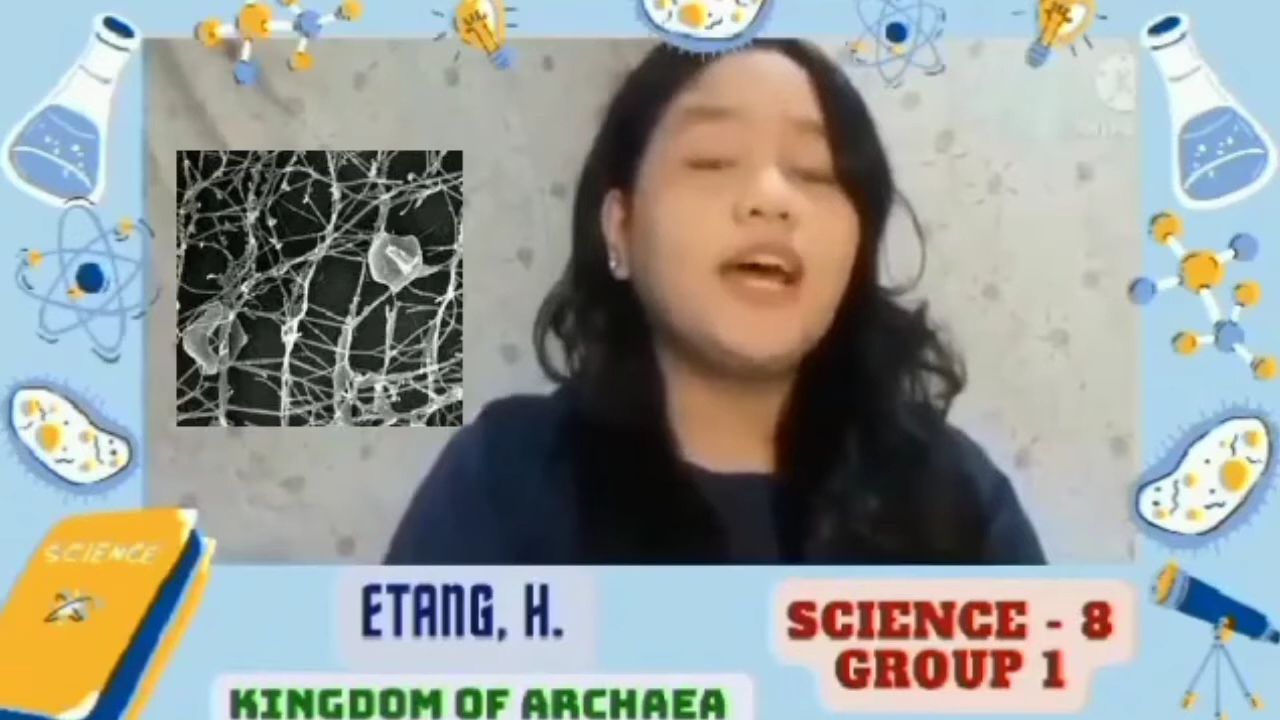 SCIENCE
ETANG, H.
SCIENCE - 8
GROUP 1
KINGDOM OF ARCHAEA